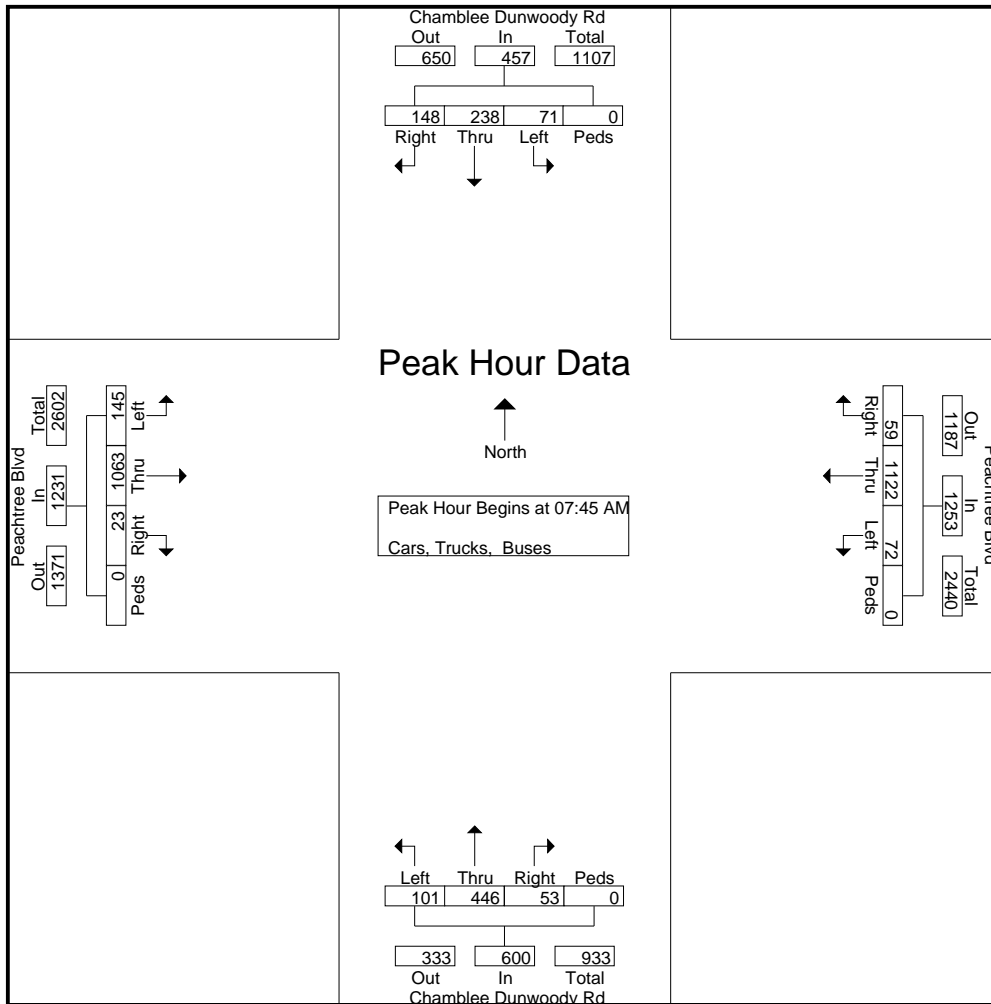 Chamblee Dunwoody Rd
Out In Total
650 457 1107
148 238 71 0
Right Thru Left Peds
Peak Hour Data
North
Peak Hour Begins at 07:45 AM
Cars, Trucks, Buses
Peachtree Blvd
Total In Out
2602 1231 1371
145 1063 23 0
Left Thru Right Peds
Peachtree Blvd
Out In Total
1187 1253 2440
59 1122 72 0
Right Thru Left Peds
Left Thru Right Peds
101 446 53 0
333 600 933
Out In Total
Chamblee Dunwoody Rd